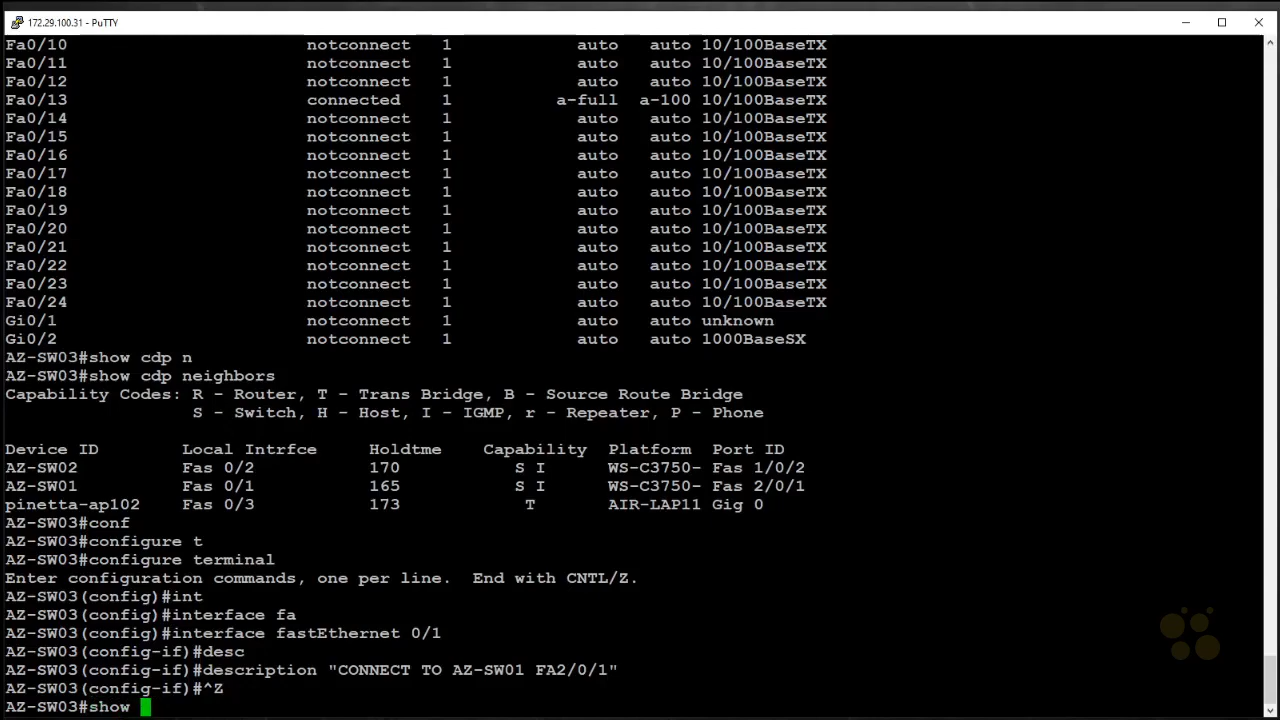 172.29.100.31 - PuTTY
Fa0/10 notconnect 1 auto auto 10/100BaseTX
Fa0/11 notconnect 1 auto auto 10/100BaseTX
Fa0/12 notconnect 1 auto auto 10/100BaseTX
Fa0/13 connected 1 a-full a-100 10/100BaseTX
Fa0/14 notconnect 1 auto auto 10/100BaseTX
Fa0/15 notconnect 1 auto auto 10/100BaseTX
Fa0/16 notconnect 1 auto auto 10/100BaseTX
Fa0/17 notconnect 1 auto auto 10/100BaseTX
Fa0/18 notconnect 1 auto auto 10/100BaseTX
Fa0/19 notconnect 1 auto auto 10/100BaseTX
Fa0/20 notconnect 1 auto auto 10/100BaseTX
Fa0/21 notconnect 1 auto auto 10/100BaseTX
Fa0/22 notconnect 1 auto auto 10/100BaseTX
Fa0/23 notconnect 1 auto auto 10/100BaseTX
Fa0/24 notconnect 1 auto auto 10/100BaseTX
Gi0/1 notconnect 1 auto auto unknown
Gi0/2 notconnect 1 auto auto 1000BaseSX
AZ-SW03#show cdp n
AZ-SW03#show cdp neighbors
Capability Codes: R - Router, T - Trans Bridge, B - Source Route Bridge
S - Switch, H - Host, I - IGMP, r - Repeater, P - Phone
Device ID Local Intrfce Holdtme Capability Platform Port ID
AZ-SW02 Fas 0/2 170 S I WS-C3750- Fas 1/0/2
AZ-SW01 Fas 0/1 165 S I WS-C3750- Fas 2/0/1
pinetta-ap102 Fas 0/3 173 T AIR-LAP11 Gig 0
AZ-SW03#conf
AZ-SW03#configure t
AZ-SW03#configure terminal
Enter configuration commands, one per line. End with CNTL/Z.
AZ-SW03(config)#int
AZ-SW03(config)#interface fa
AZ-SW03(config)#interface fastEthernet 0/1
AZ-SW03(config-if)#desc
AZ-SW03(config-if)#description "CONNECT TO AZ-SW01 FA2/0/1"
AZ-SW03(config-if)#^Z
AZ-SW03#show